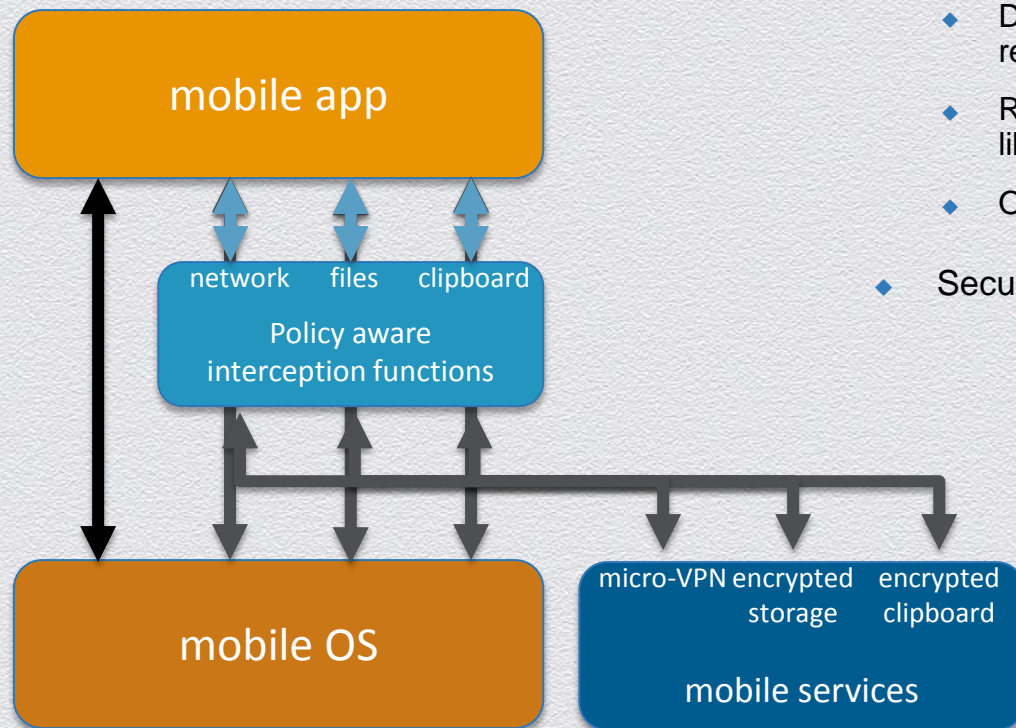 mobile app
network files clipboard
Policy aware
interception functions
mobile OS
micro-VPN encrypted encrypted
storage clipboard
mobile services